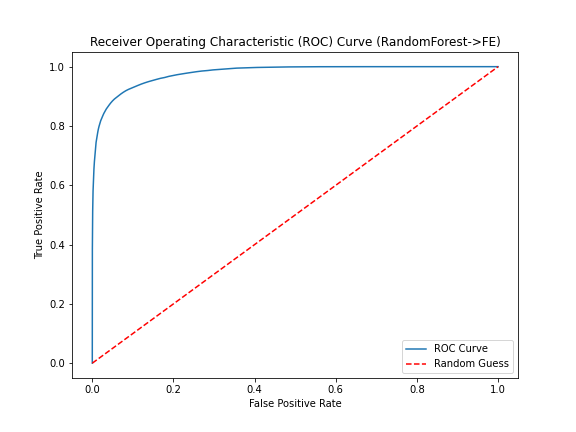 Receiver Operating Characteristic (ROC) Curve (RandomForest->FE)
1.0
0.8
0.6
0.4
0.2
0.0
True Positive Rate
0.0 0.2 0.4 0.6 0.8 1.0
False Positive Rate
ROC Curve
Random Guess